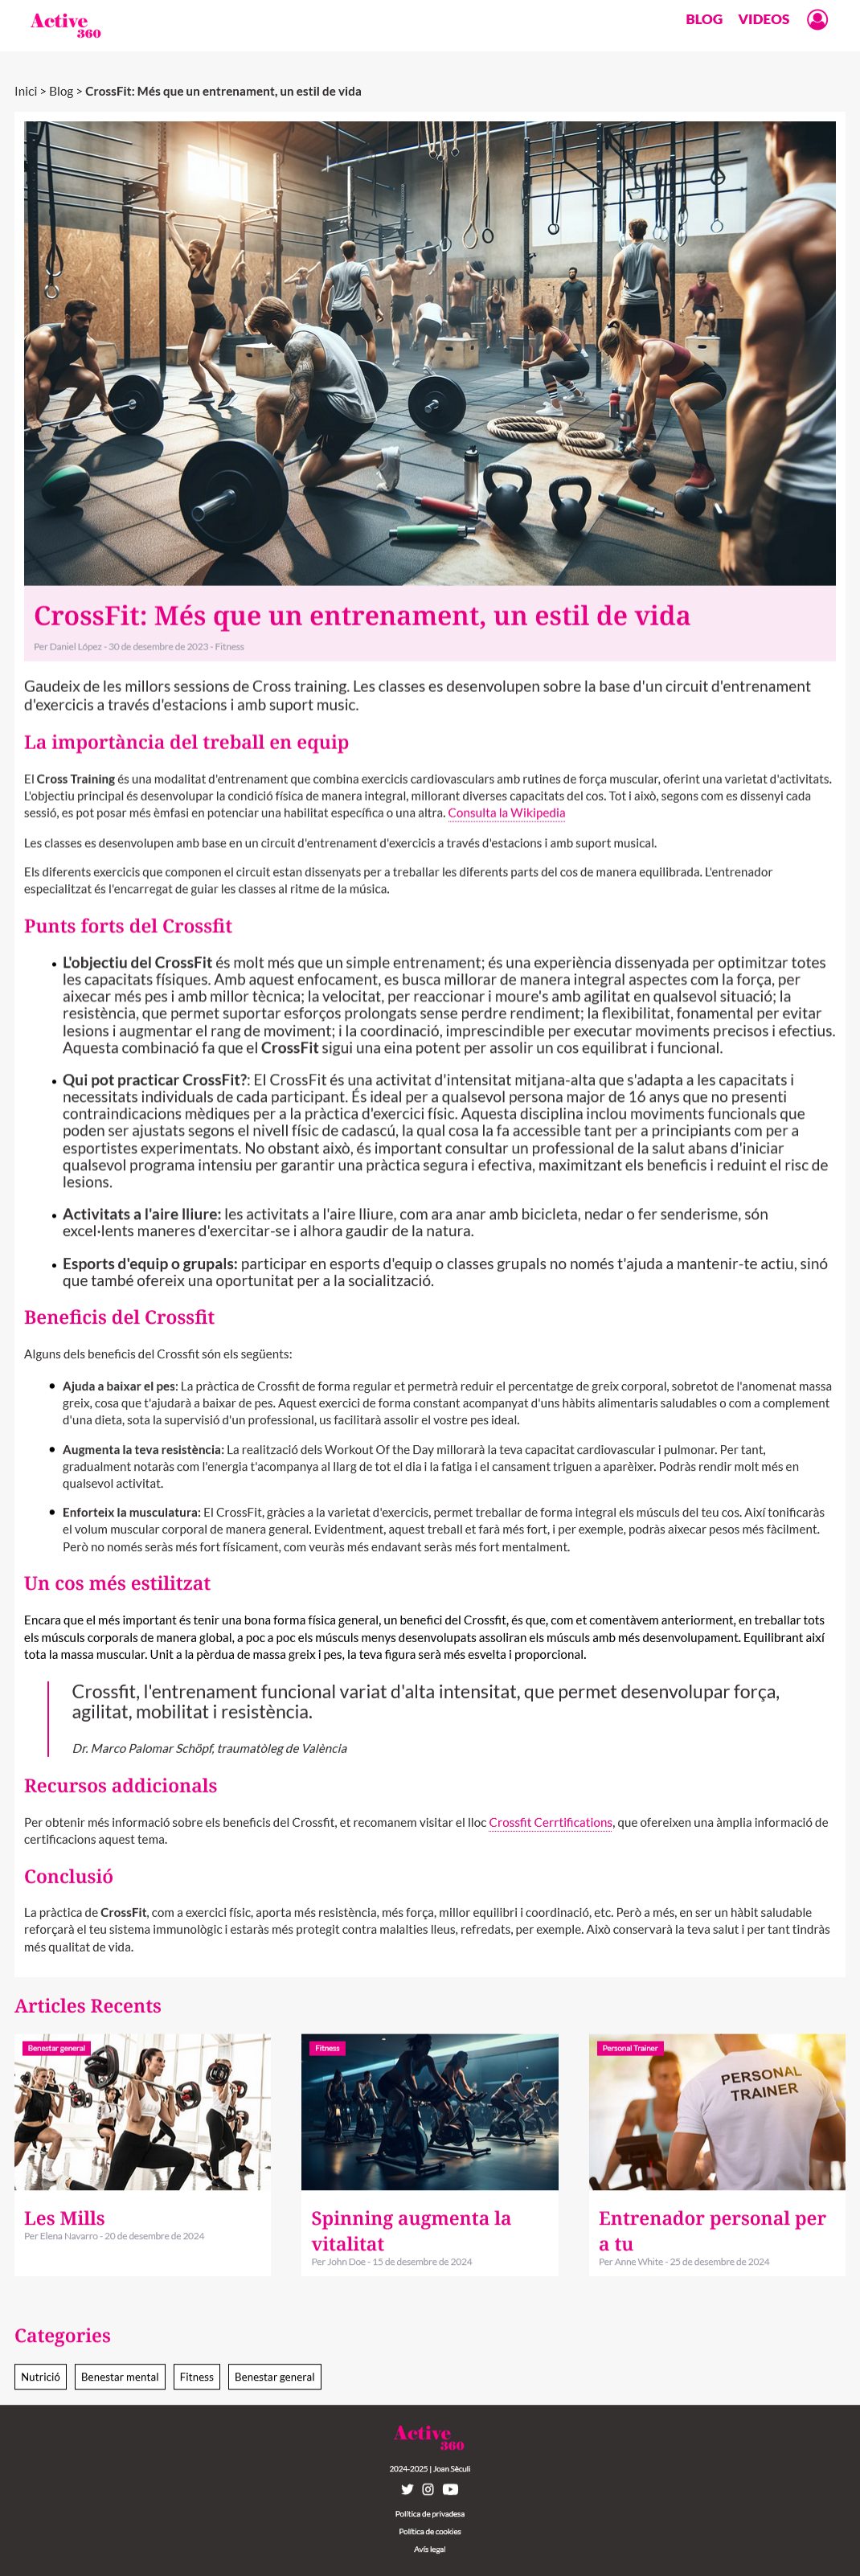 Active
360
BLOG VIDEOS
Inici > Blog > CrossFit: Més que un entrenament, un estil de vida
CrossFit: Més que un entrenament, un estil de vida
Per Daniel López - 30 de desembre de 2023 - Fitness
Gaudeix de les millors sessions de Cross training. Les classes es desenvolupen sobre la base d'un circuit d'entrenament
d'exercicis a través d'estacions i amb suport music.
La importància del treball en equip
El Cross Training és una modalitat d'entrenament que combina exercicis cardiovasculars amb rutines de força muscular, oferint una varietat d'activitats.
L'objectiu principal és desenvolupar la condició física de manera integral, millorant diverses capacitats del cos. Tot i això, segons com es dissenyi cada
sessió, es pot posar més èmfasi en potenciar una habilitat específica o una altra. Consulta la Wikipedia
Les classes es desenvolupen amb base en un circuit d'entrenament d'exercicis a través d'estacions i amb suport musical.
Els diferents exercicis que componen el circuit estan dissenyats per a treballar les diferents parts del cos de manera equilibrada. L'entrenador
especialitzat és l'encarregat de guiar les classes al ritme de la música.
Punts forts del Crossfit
• L'objectiu del CrossFit és molt més que un simple entrenament; és una experiència dissenyada per optimitzar totes
les capacitats físiques. Amb aquest enfocament, es busca millorar de manera integral aspectes com la força, per
aixecar més pes i amb millor tècnica; la velocitat, per reaccionar i moure's amb agilitat en qualsevol situació; la
resistència, que permet suportar esforços prolongats sense perdre rendiment; la flexibilitat, fonamental per evitar
lesions i augmentar el rang de moviment; i la coordinació, imprescindible per executar moviments precisos i efectius.
Aquesta combinació fa que el CrossFit sigui una eina potent per assolir un cos equilibrat i funcional.
• Qui pot practicar CrossFit?: El CrossFit és una activitat d'intensitat mitjana-alta que s'adapta a les capacitats i
necessitats individuals de cada participant. És ideal per a qualsevol persona major de 16 anys que no presenti
contraindicacions mèdiques per a la pràctica d'exercici físic. Aquesta disciplina inclou moviments funcionals que
poden ser ajustats segons el nivell físic de cadascú, la qual cosa la fa accessible tant per a principiants com per a
esportistes experimentats. No obstant això, és important consultar un professional de la salut abans d'iniciar
qualsevol programa intensiu per garantir una pràctica segura i efectiva, maximitzant els beneficis i reduint el risc de
lesions.
• Activitats a l'aire lliure: les activitats a l'aire lliure, com ara anar amb bicicleta, nedar o fer senderisme, són
excel·lents maneres d'exercitar-se i alhora gaudir de la natura.
• Esports d'equip o grupals: participar en esports d'equip o classes grupals no només t'ajuda a mantenir-te actiu, sinó
que també ofereix una oportunitat per a la socialització.
Beneficis del Crossfit
Alguns dels beneficis del Crossfit són els següents:
• Ajuda a baixar el pes: La pràctica de Crossfit de forma regular et permetrà reduir el percentatge de greix corporal, sobretot de l'anomenat massa
greix, cosa que t'ajudarà a baixar de pes. Aquest exercici de forma constant acompanyat d'uns hàbits alimentaris saludables o com a complement
d'una dieta, sota la supervisió d'un professional, us facilitarà assolir el vostre pes ideal.
• Augmenta la teva resistència: La realització dels Workout Of the Day millorarà la teva capacitat cardiovascular i pulmonar. Per tant,
gradualment notaràs com l'energia t'acompanya al llarg de tot el dia i la fatiga i el cansament triguen a aparèixer. Podràs rendir molt més en
qualsevol activitat.
• Enforteix la musculatura: El CrossFit, gràcies a la varietat d'exercicis, permet treballar de forma integral els músculs del teu cos. Així tonificaràs
el volum muscular corporal de manera general. Evidentment, aquest treball et farà més fort, i per exemple, podràs aixecar pesos més fàcilment.
Però no només seràs més fort físicament, com veuràs més endavant seràs més fort mentalment.
Un cos més estilitzat
Encara que el més important és tenir una bona forma física general, un benefici del Crossfit, és que, com et comentàvem anteriorment, en treballar tots
els músculs corporals de manera global, a poc a poc els músculs menys desenvolupats assoliran els músculs amb més desenvolupament. Equilibrant així
tota la massa muscular. Unit a la pèrdua de massa greix i pes, la teva figura serà més esvelta i proporcional.
Crossfit, l'entrenament funcional variat d'alta intensitat, que permet desenvolupar força,
agilitat, mobilitat i resistència.
Dr. Marco Palomar Schöpf, traumatòleg de València
Recursos addicionals
Per obtenir més informació sobre els beneficis del Crossfit, et recomanem visitar el lloc Crossfit Cerrtifications, que ofereixen una àmplia informació de
certificacions aquest tema.
Conclusió
La pràctica de CrossFit, com a exercici físic, aporta més resistència, més força, millor equilibri i coordinació, etc. Però a més, en ser un hàbit saludable
reforçarà el teu sistema immunològic i estaràs més protegit contra malalties lleus, refredats, per exemple. Això conservarà la teva salut i per tant tindràs
més qualitat de vida.
Articles Recents
Benestar general
Les Mills
Per Elena Navarro - 20 de desembre de 2024
Fitness
Spinning augmenta la
vitalitat
Per John Doe - 15 de desembre de 2024
Personal Trainer
PERSONAL
TRAINER
Entrenador personal per
a tu
Per Anne White - 25 de desembre de 2024
Categories
Nutrició Benestar mental Fitness Benestar general
Active
360
2024-2025 | Joan Sèculi
Política de privadesa
Política de cookies
Avís legal